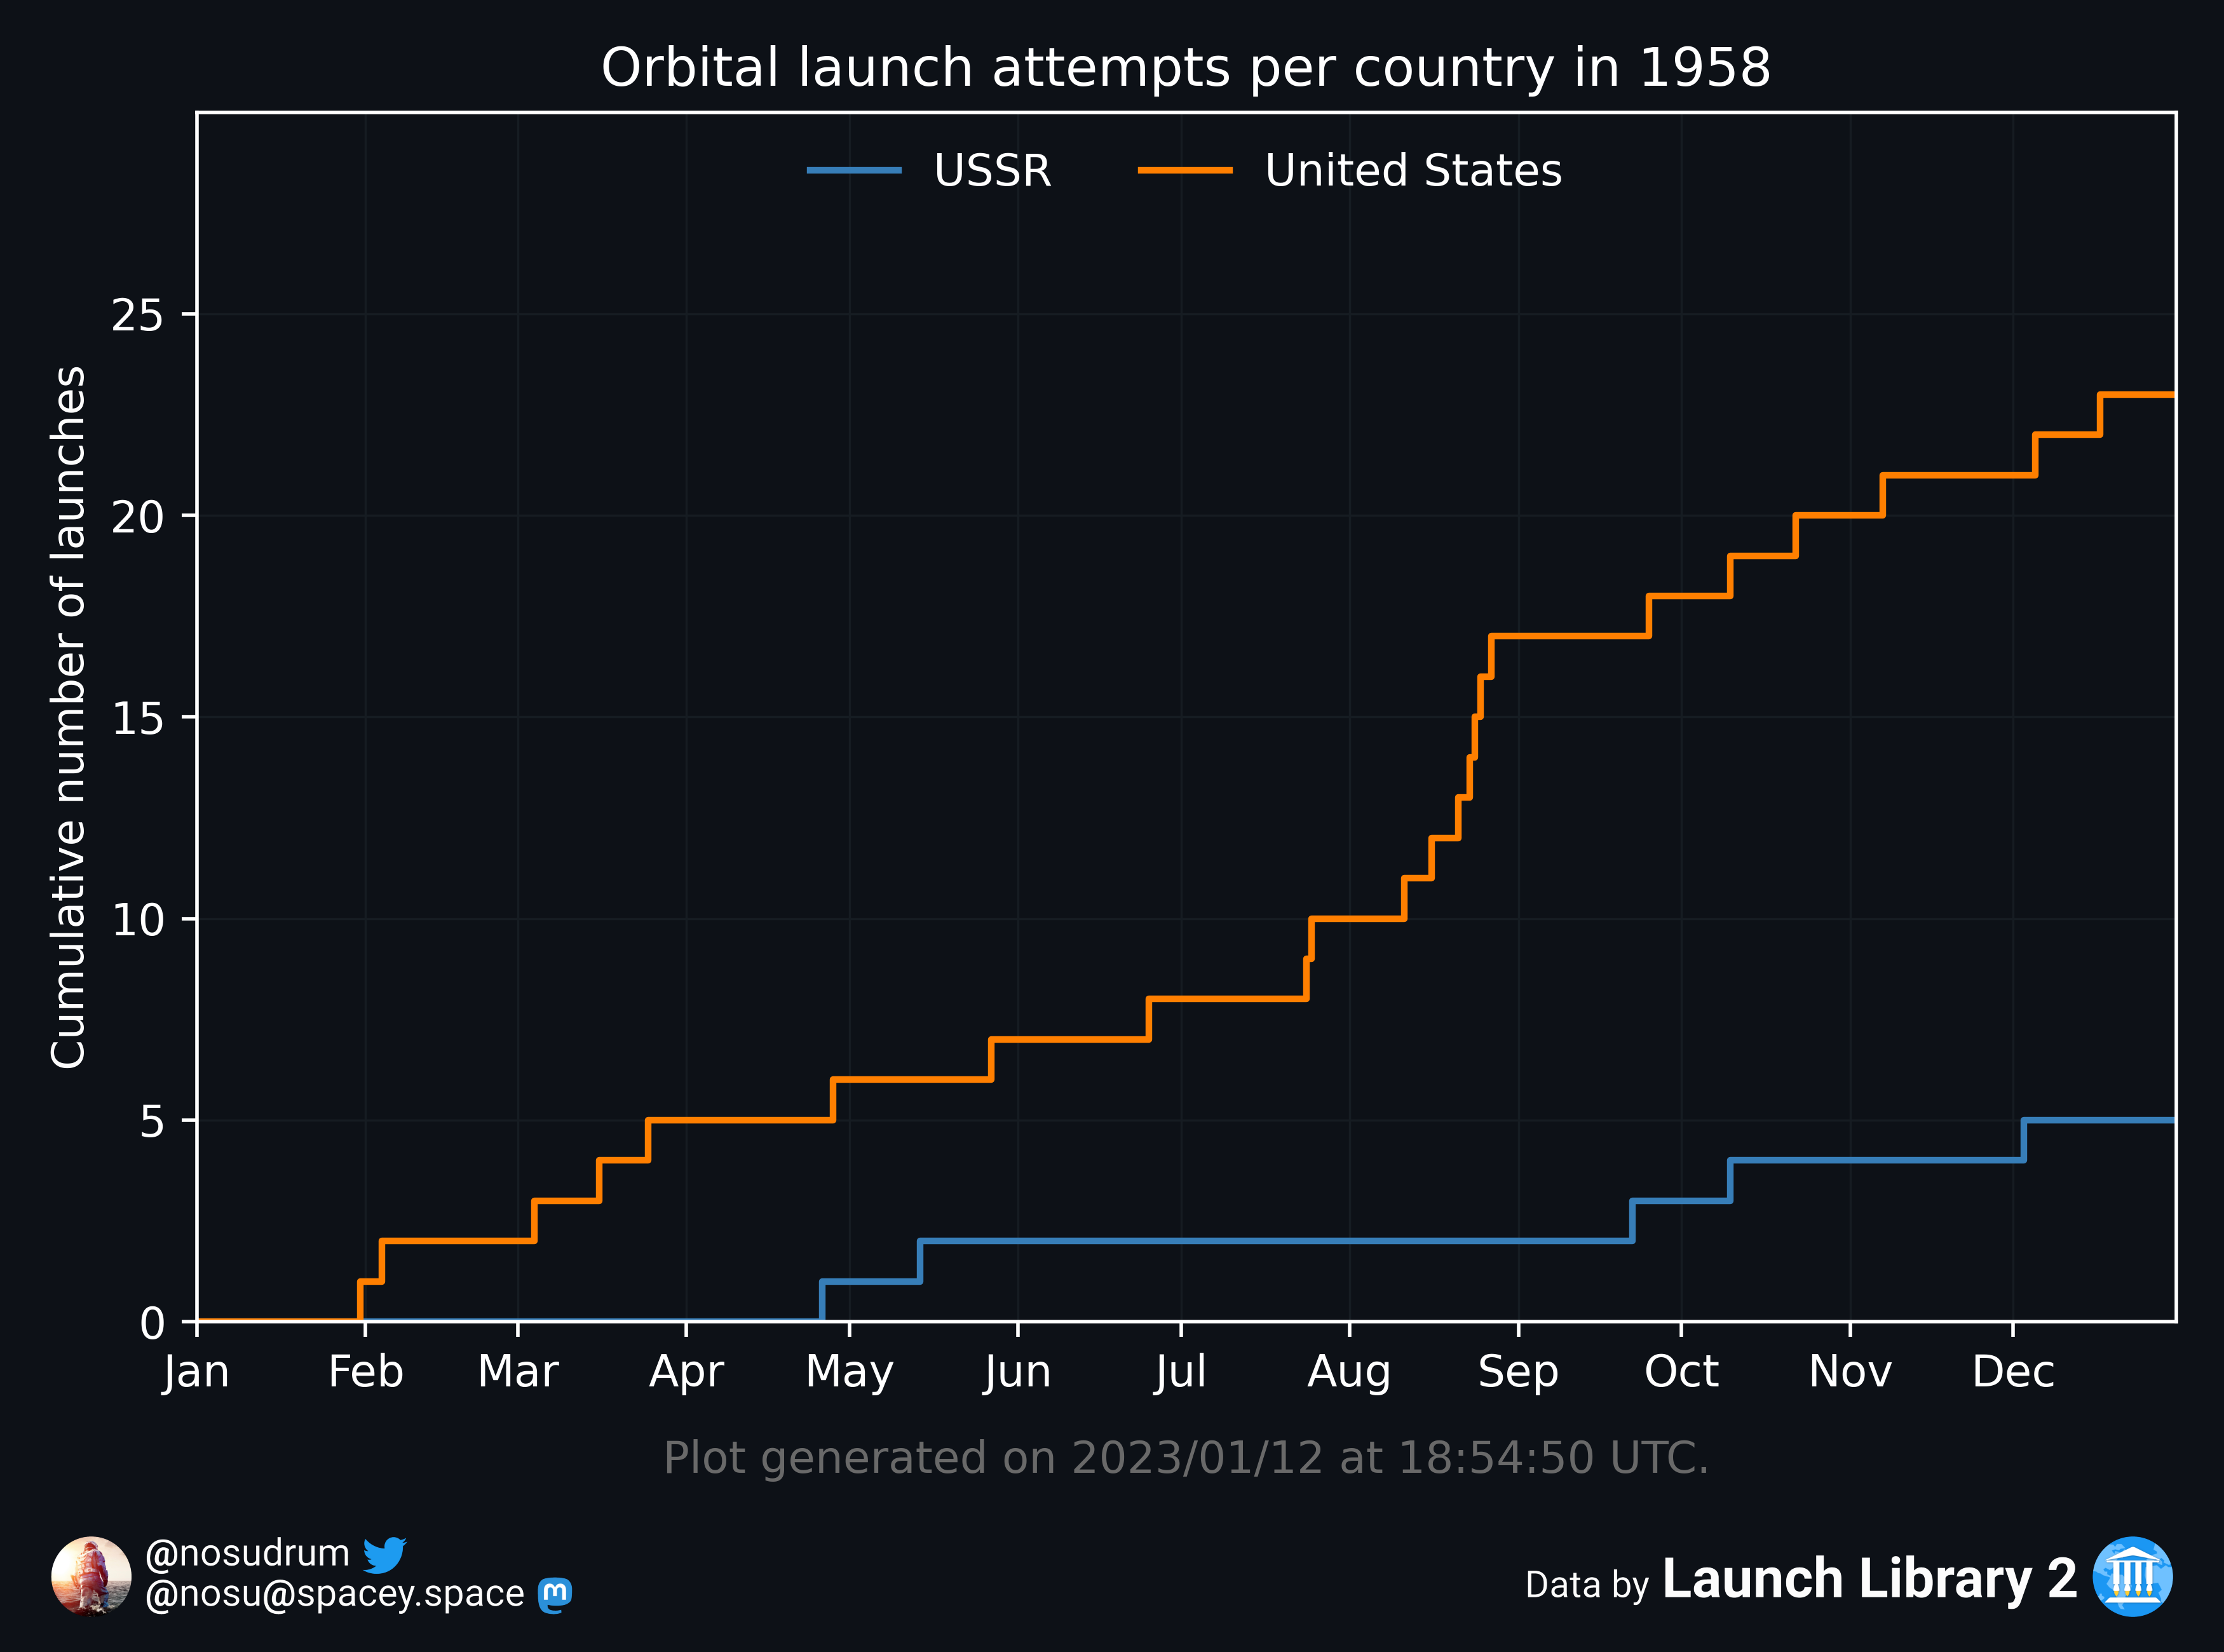 Orbital launch attempts per country in 1958
USSR
United States
Cumulative number of launches
25
20
15
10
5
0
Jan Feb Mar Apr May Jun Jul Aug Sep Oct Nov Dec
Plot generated on 2023/01/12 at 18:54:50 UTC.
@nosudrum
@nosu@spacey.space
Data by Launch Library 2